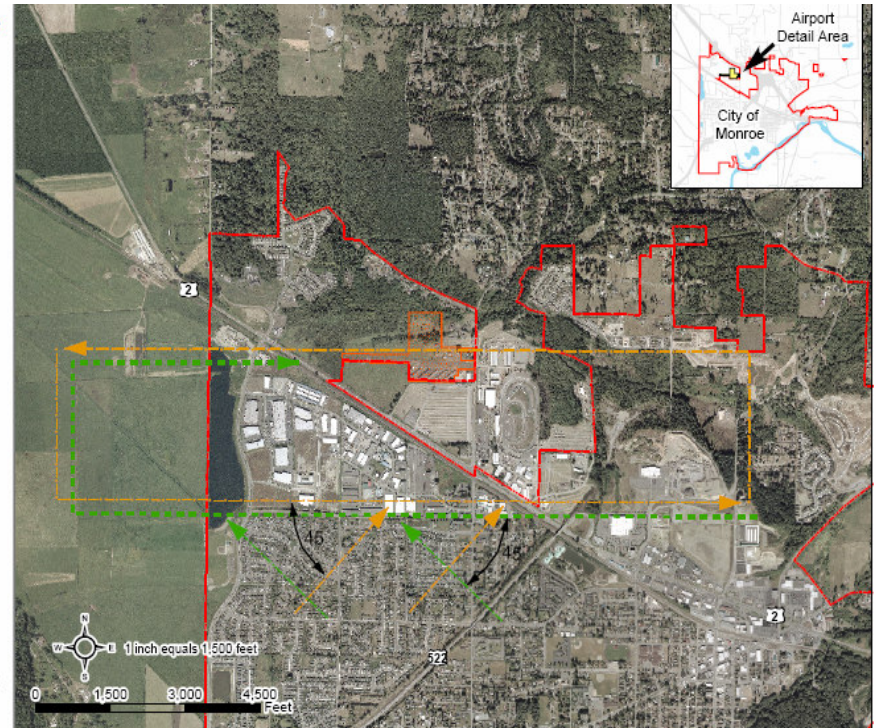 Airport
Detail Area
City of
Monroe
2
45
45
2
522
N
W E
S
1 inch equals 1,500 feet
0 1,500 3,000 4,500
Feet